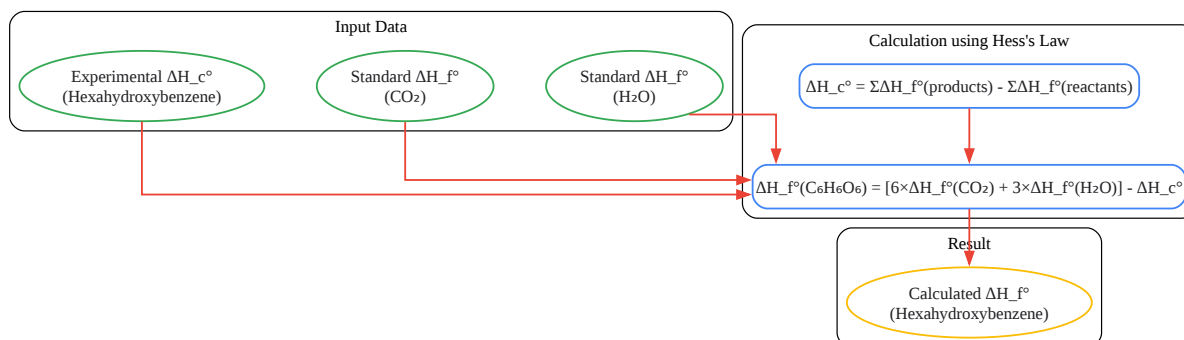 Input Data
Experimental ΔH_c°
(Hexahydroxybenzene)
Standard ΔH_f°
(CO₂)
Standard ΔH_f°
(H₂O)
Calculation using Hess's Law
ΔH_c° = ΣΔH_f°(products) - ΣΔH_f°(reactants)
ΔH_f°(C₆H₆O₆) = [6×ΔH_f°(CO₂) + 3×ΔH_f°(H₂O)] - ΔH_c°
Result
Calculated ΔH_f°
(Hexahydroxybenzene)